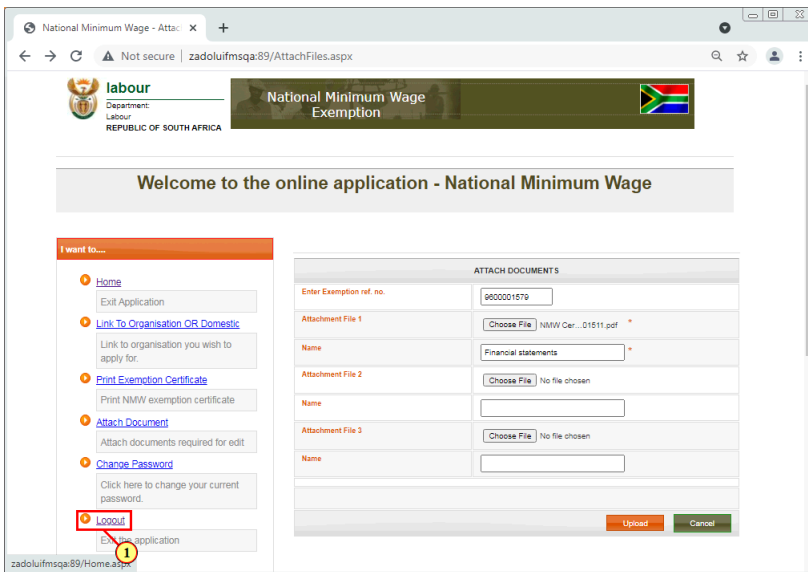 National Minimum Wage - Attac
Not secure | zadoluifmsqa:89/AttachFiles.aspx
labour
Department:
Labour
REPUBLIC OF SOUTH AFRICA
National Minimum Wage
Exemption
Welcome to the online application - National Minimum Wage
I want to....
Home
Exit Application
Link To Organisation OR Domestic
Link to organisation you wish to
apply for.
Print Exemption Certificate
Print NMW exemption certificate
Attach Document
Attach documents required for edit
Change Password
Click here to change your current
password.
Logout
Exit the application
1
ATTACH DOCUMENTS
Enter Exemption ref. no.
9600001579
Attachment File 1
Choose File NMW Cer...01511.pdf *
Name
Financial statements *
Attachment File 2
Choose File No file chosen
Name
Attachment File 3
Choose File No file chosen
Name
Upload Cancel
zadoluifmsqa:89/Home.aspx